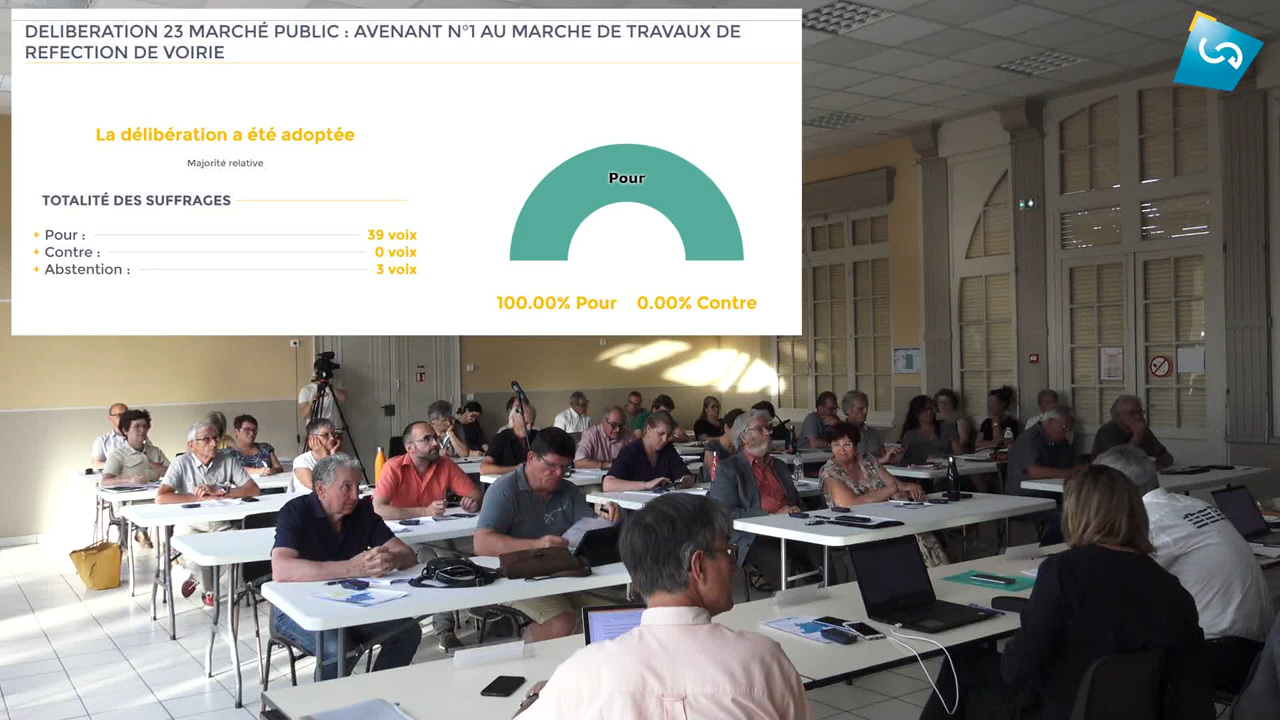 DELIBERATION 23 MARCHÉ PUBLIC : AVENANT N°1 AU MARCHE DE TRAVAUX DE
REFECTION DE VOIRIE
La délibération a été adoptée
Majorité relative
TOTALITÉ DES SUFFRAGES
+ Pour : 39 voix
+ Contre : 0 voix
+ Abstention : 3 voix
Pour
100.00% Pour 0.00% Contre